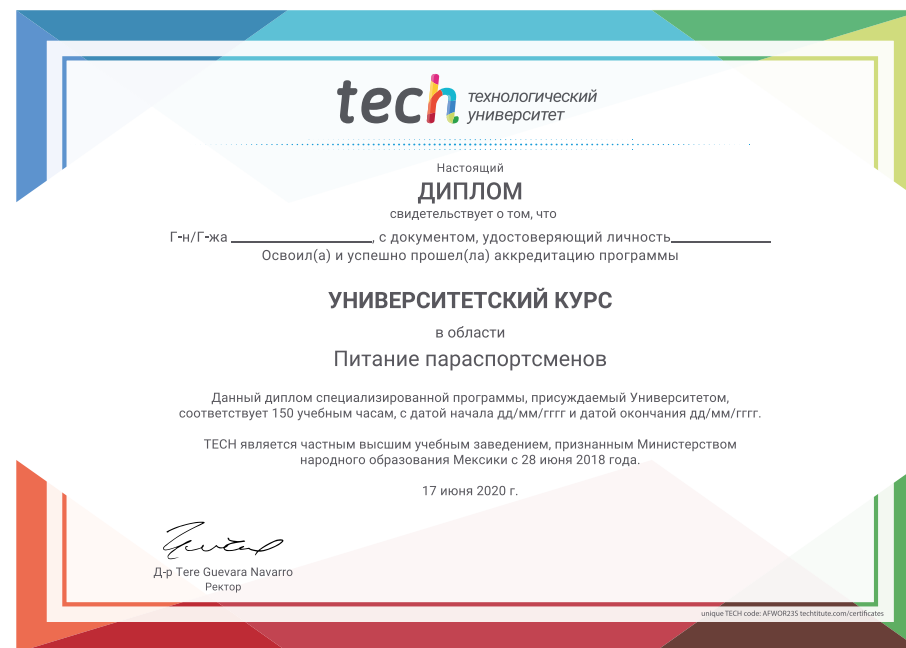 tech технологический
университет
Настоящий
ДИПЛОМ
свидетельствует о том, что
Г-н/Г-жа ___________________, с документом, удостоверяющий личность______________
Освоил(а) и успешно прошел(ла) аккредитацию программы
УНИВЕРСИТЕТСКИЙ КУРС
в области
Питание параспортсменов
Данный диплом специализированной программы, присуждаемый Университетом,
соответствует 150 учебным часам, с датой начала дд/мм/гггг и датой окончания дд/мм/гггг.
TECH является частным высшим учебным заведением, признанным Министерством
народного образования Мексики с 28 июня 2018 года.
17 июня 2020 г.
Д-р Tere Guevara Navarro
Ректор
unique TECH code: AFWOR23S techtitute.com/certificates